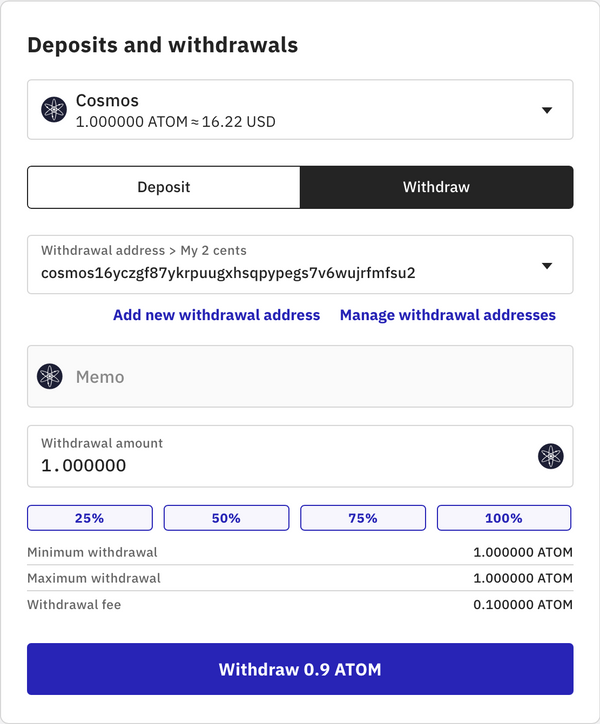 Deposits and withdrawals
Cosmos
1.000000 ATOM ≈ 16.22 USD
Deposit
Withdraw
Withdrawal address > My 2 cents
cosmos16yczgf87ykrpuugxhsqpypegs7v6wujrfmfsu2
Add new withdrawal address
Manage withdrawal addresses
Memo
Withdrawal amount
1.000000
25%
50%
75%
100%
Minimum withdrawal
1.000000 ATOM
Maximum withdrawal
1.000000 ATOM
Withdrawal fee
0.100000 ATOM
Withdraw 0.9 ATOM